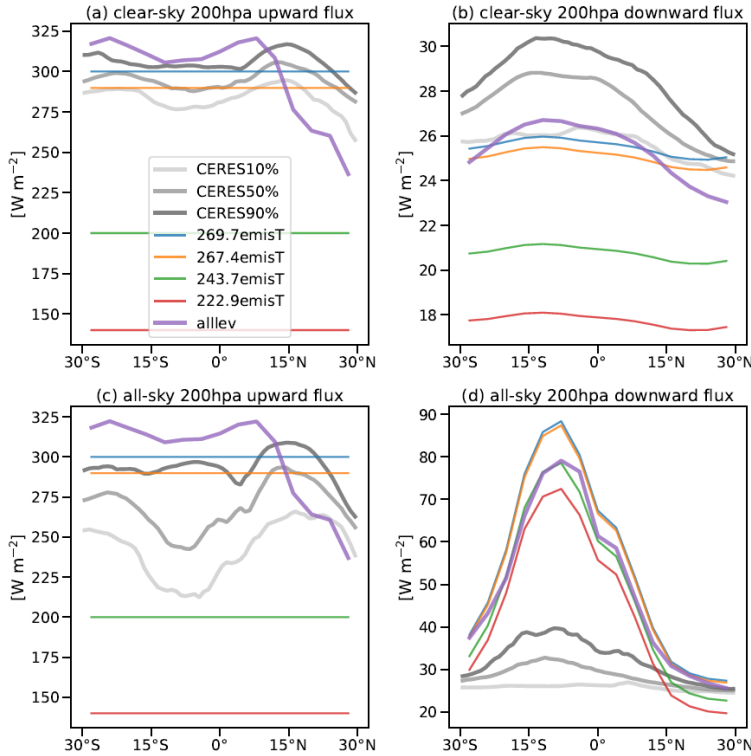 (a) clear-sky 200hpa upward flux
[W m⁻²]
325
300
275
250
225
200
175
150
30°S 15°S 0° 15°N 30°N
CERES10%
CERES50%
CERES90%
269.7emisT
267.4emisT
243.7emisT
222.9emisT
alllev
(b) clear-sky 200hpa downward flux
[W m⁻²]
30
28
26
24
22
20
18
30°S 15°S 0° 15°N 30°N
(c) all-sky 200hpa upward flux
[W m⁻²]
325
300
275
250
225
200
175
150
30°S 15°S 0° 15°N 30°N
(d) all-sky 200hpa downward flux
[W m⁻²]
90
80
70
60
50
40
30
20
30°S 15°S 0° 15°N 30°N